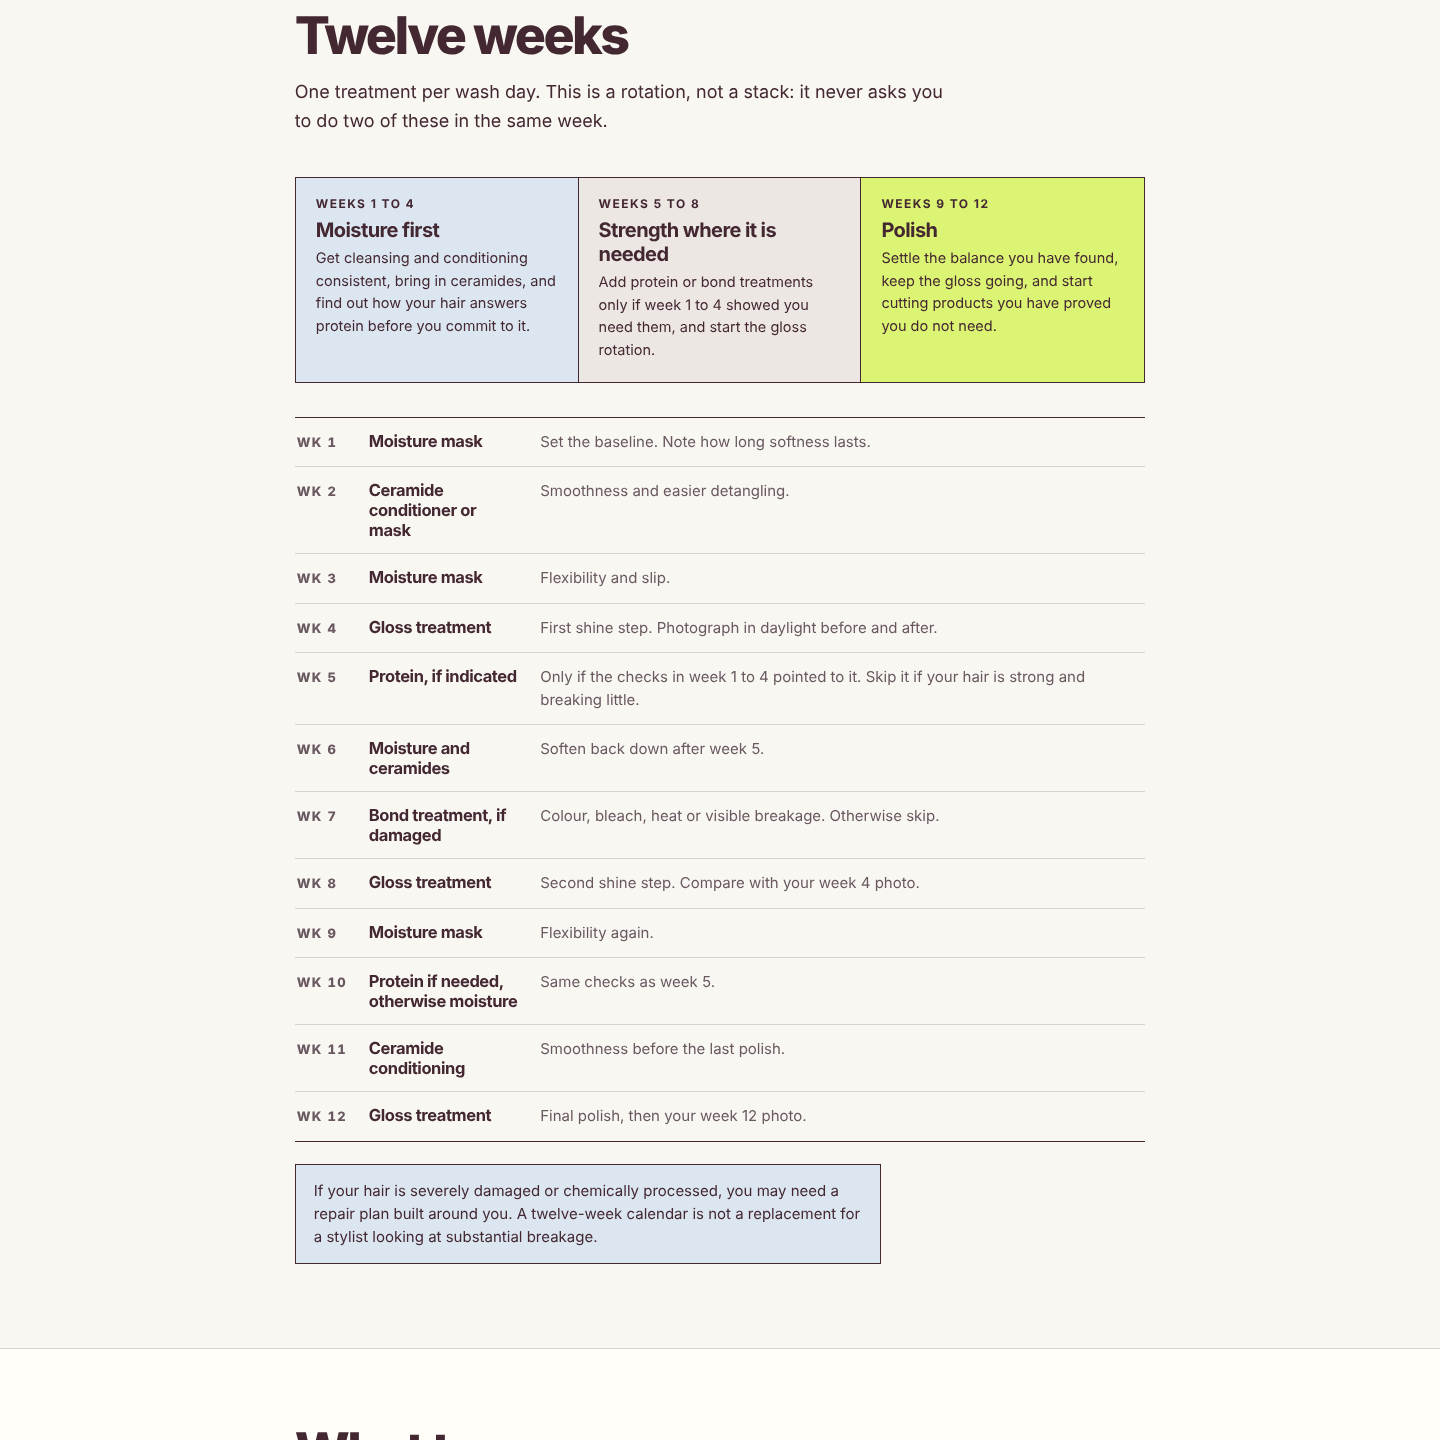 Twelve weeks
One treatment per wash day. This is a rotation, not a stack: it never asks you
to do two of these in the same week.
WEEKS 1 TO 4
Moisture first
Get cleansing and conditioning
consistent, bring in ceramides, and
find out how your hair answers
protein before you commit to it.
WEEKS 5 TO 8
Strength where it is
needed
Add protein or bond treatments
only if week 1 to 4 showed you
need them, and start the gloss
rotation.
WEEKS 9 TO 12
Polish
Settle the balance you have found,
keep the gloss going, and start
cutting products you have proved
you do not need.
WK 1 Moisture mask Set the baseline. Note how long softness lasts.
WK 2 Ceramide Smoothness and easier detangling.
conditioner or
mask
WK 3 Moisture mask Flexibility and slip.
WK 4 Gloss treatment First shine step. Photograph in daylight before and after.
WK 5 Protein, if indicated Only if the checks in week 1 to 4 pointed to it. Skip it if your hair is strong and
breaking little.
WK 6 Moisture and Soften back down after week 5.
ceramides
WK 7 Bond treatment, if Colour, bleach, heat or visible breakage. Otherwise skip.
damaged
WK 8 Gloss treatment Second shine step. Compare with your week 4 photo.
WK 9 Moisture mask Flexibility again.
WK 10 Protein if needed, Same checks as week 5.
otherwise moisture
WK 11 Ceramide Smoothness before the last polish.
conditioning
WK 12 Gloss treatment Final polish, then your week 12 photo.
If your hair is severely damaged or chemically processed, you may need a
repair plan built around you. A twelve-week calendar is not a replacement for
a stylist looking at substantial breakage.